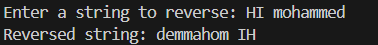 Enter a string to reverse: HI mohammed
Reversed string: demmahom IH